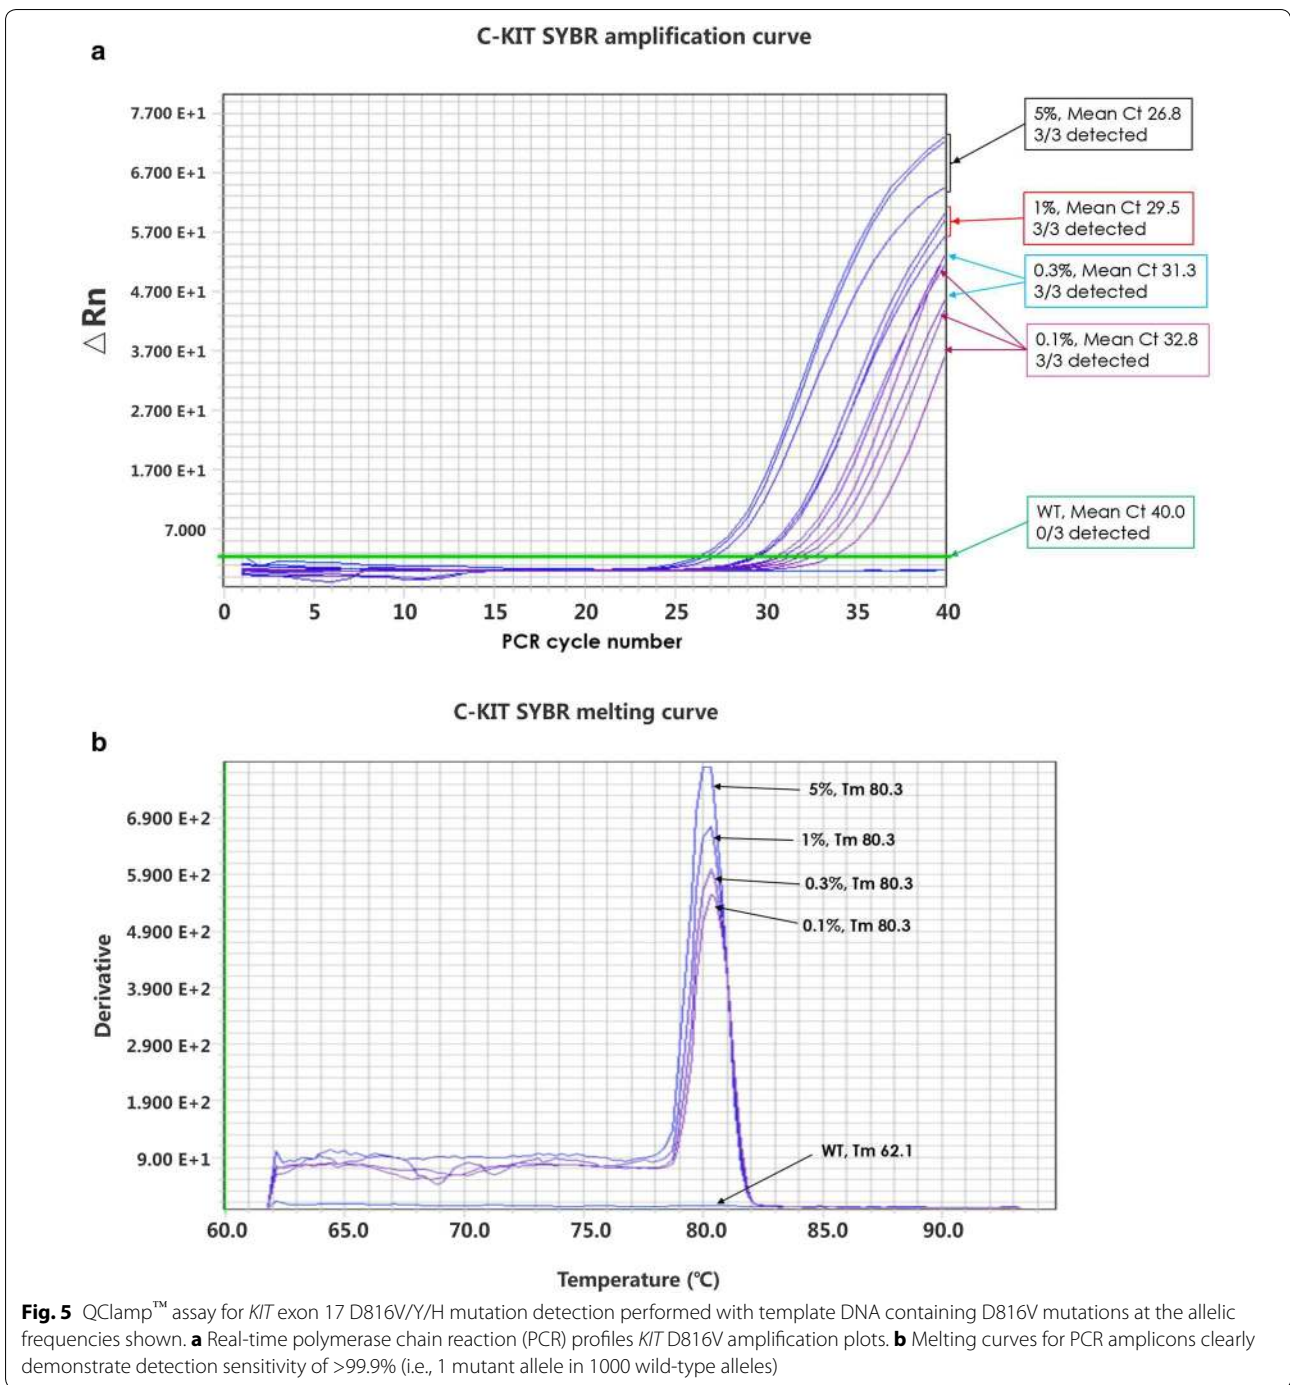 C-KIT SYBR amplification curve
a
7.700 E+1
6.700 E+1
5.700 E+1
4.700 E+1
3.700 E+1
2.700 E+1
1.700 E+1
7.000
△ Rn
0 5 10 15 20 25 30 35 40
PCR cycle number
5%, Mean Ct 26.8
3/3 detected
1%, Mean Ct 29.5
3/3 detected
0.3%, Mean Ct 31.3
3/3 detected
0.1%, Mean Ct 32.8
3/3 detected
WT, Mean Ct 40.0
0/3 detected
C-KIT SYBR melting curve
b
6.900 E+2
5.900 E+2
4.900 E+2
3.900 E+2
2.900 E+2
1.900 E+2
9.00 E+1
Derivative
5%, Tm 80.3
1%, Tm 80.3
0.3%, Tm 80.3
0.1%, Tm 80.3
WT, Tm 62.1
60.0 65.0 70.0 75.0 80.0 85.0 90.0
Temperature (℃)
Fig. 5 QClamp™ assay for KIT exon 17 D816V/Y/H mutation detection performed with template DNA containing D816V mutations at the allelic
frequencies shown. a Real-time polymerase chain reaction (PCR) profiles KIT D816V amplification plots. b Melting curves for PCR amplicons clearly
demonstrate detection sensitivity of >99.9% (i.e., 1 mutant allele in 1000 wild-type alleles)